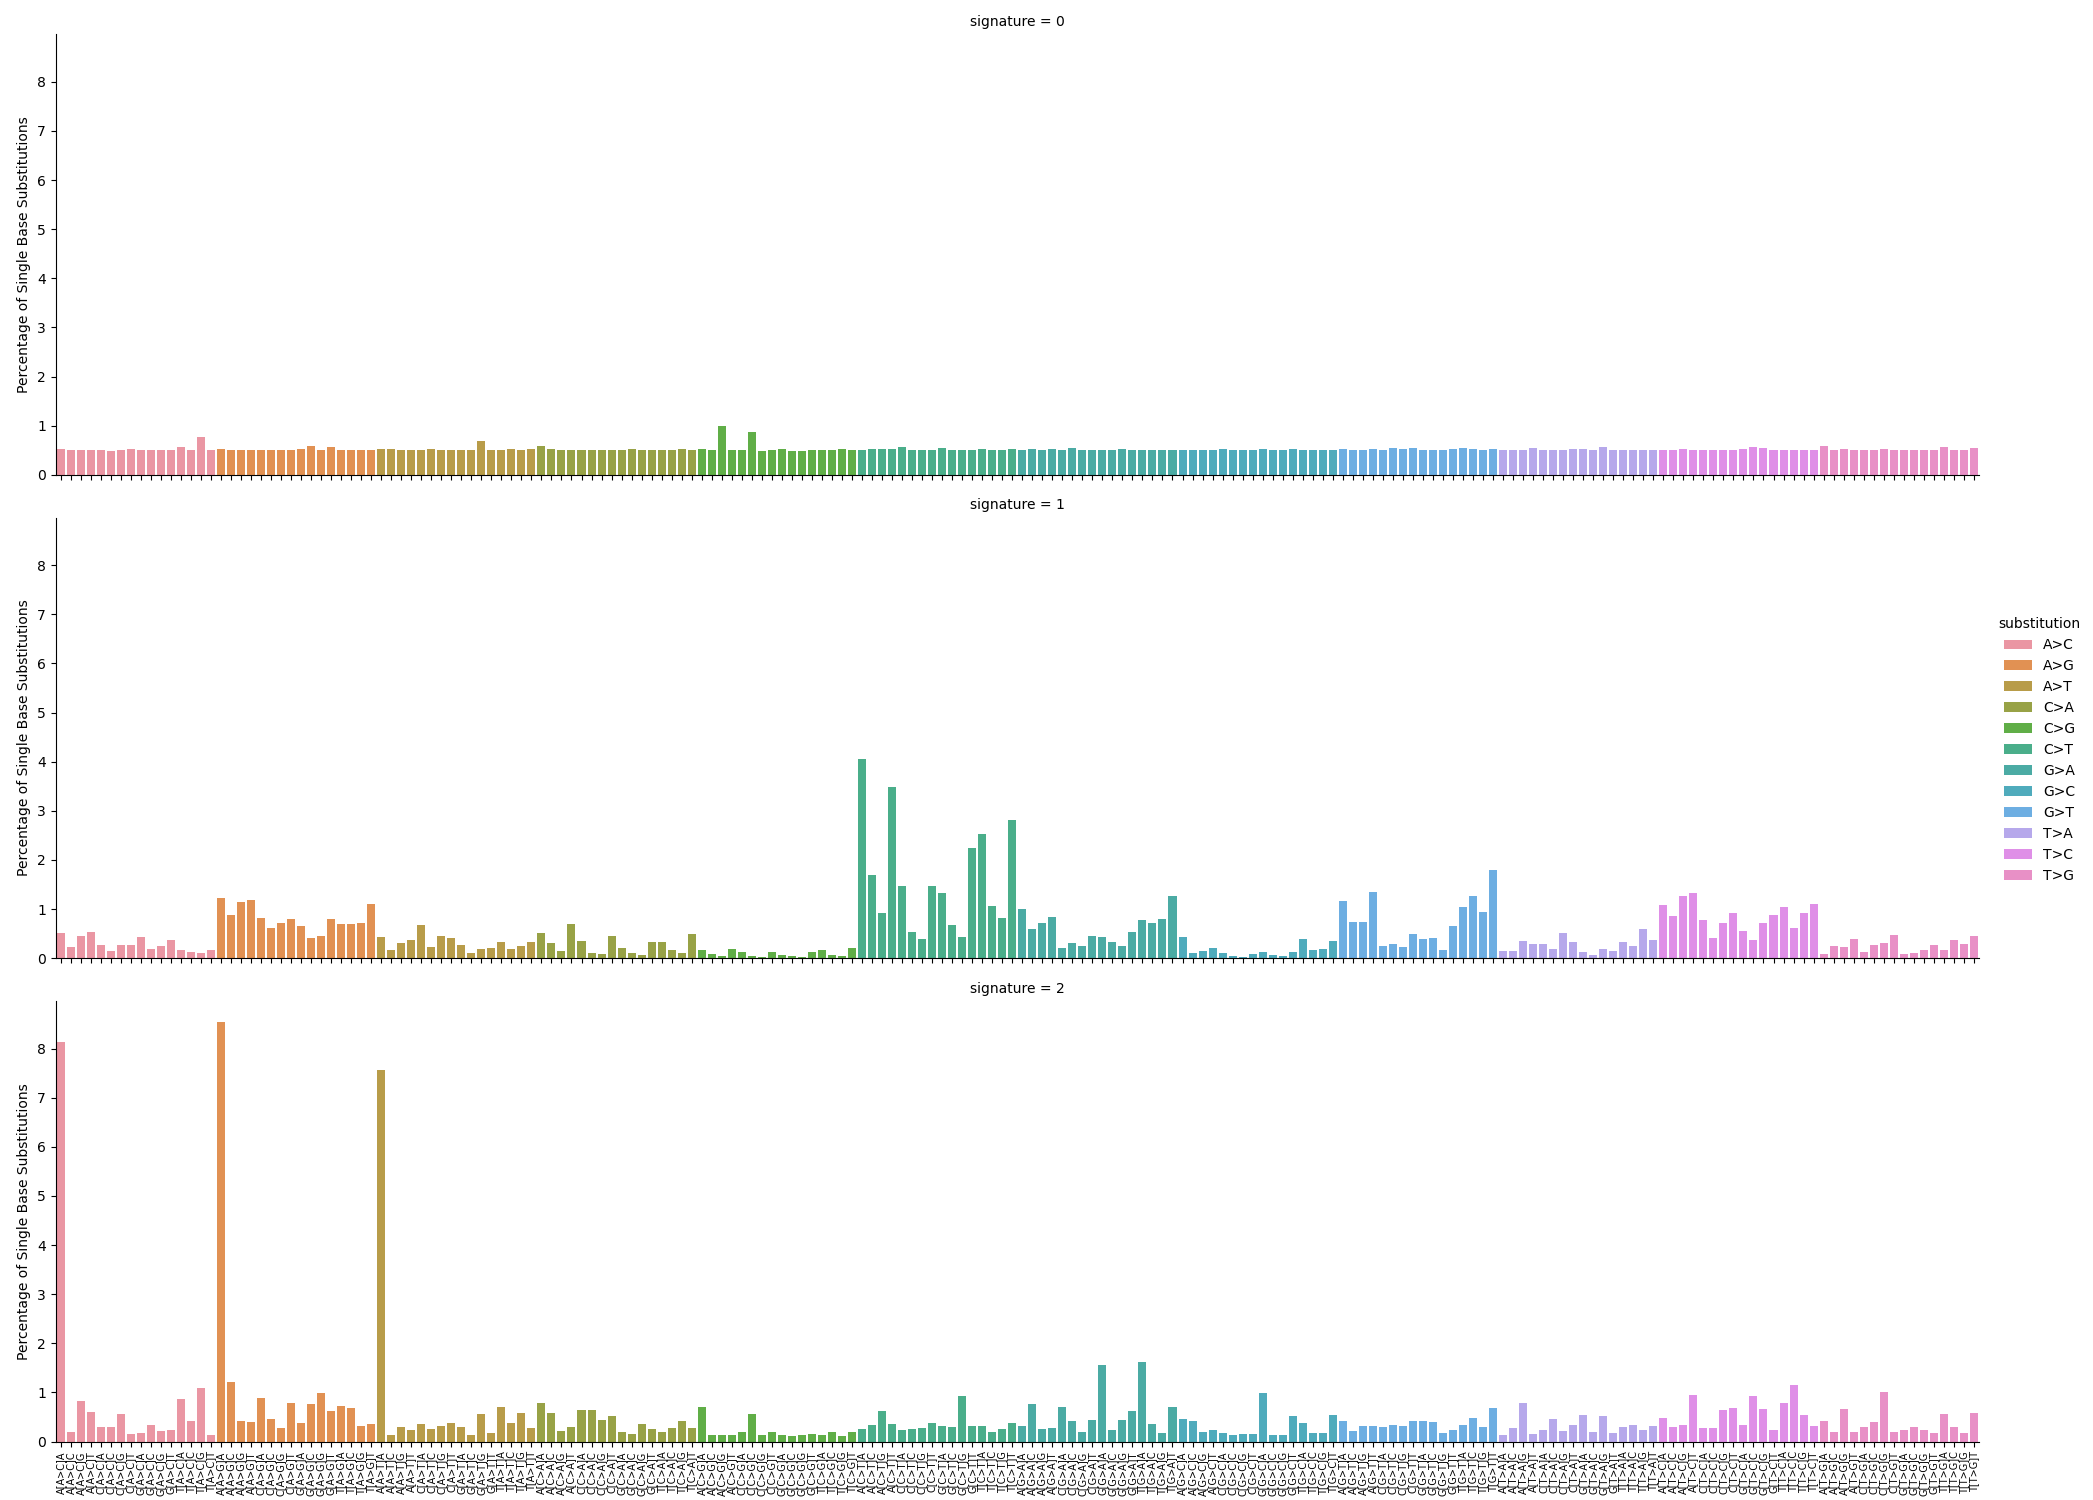 signature = 0
Percentage of Single Base Substitutions
8
7
6
5
4
3
2
1
0
signature = 1
Percentage of Single Base Substitutions
8
7
6
5
4
3
2
1
0
substitution
A>C
A>G
A>T
C>A
C>G
C>T
G>A
G>C
G>T
T>A
T>C
T>G
signature = 2
Percentage of Single Base Substitutions
8
7
6
5
4
3
2
1
0
A[A>C]A
A[A>C]C
A[A>C]G
A[A>C]T
C[A>C]A
C[A>C]C
C[A>C]G
C[A>C]T
G[A>C]A
G[A>C]C
G[A>C]G
G[A>C]T
T[A>C]A
T[A>C]C
T[A>C]G
T[A>C]T
A[A>G]A
A[A>G]C
A[A>G]G
A[A>G]T
C[A>G]A
C[A>G]C
C[A>G]G
C[A>G]T
G[A>G]A
G[A>G]C
G[A>G]G
G[A>G]T
T[A>G]A
T[A>G]C
T[A>G]G
T[A>G]T
A[A>T]A
A[A>T]C
A[A>T]G
A[A>T]T
C[A>T]A
C[A>T]C
C[A>T]G
C[A>T]T
G[A>T]A
G[A>T]C
G[A>T]G
G[A>T]T
T[A>T]A
T[A>T]C
T[A>T]G
T[A>T]T
A[C>A]A
A[C>A]C
A[C>A]G
A[C>A]T
C[C>A]A
C[C>A]C
C[C>A]G
C[C>A]T
G[C>A]A
G[C>A]C
G[C>A]G
G[C>A]T
T[C>A]A
T[C>A]C
T[C>A]G
T[C>A]T
A[C>G]A
A[C>G]C
A[C>G]G
A[C>G]T
C[C>G]A
C[C>G]C
C[C>G]G
C[C>G]T
G[C>G]A
G[C>G]C
G[C>G]G
G[C>G]T
T[C>G]A
T[C>G]C
T[C>G]G
T[C>G]T
A[C>T]A
A[C>T]C
A[C>T]G
A[C>T]T
C[C>T]A
C[C>T]C
C[C>T]G
C[C>T]T
G[C>T]A
G[C>T]C
G[C>T]G
G[C>T]T
T[C>T]A
T[C>T]C
T[C>T]G
T[C>T]T
A[G>A]A
A[G>A]C
A[G>A]G
A[G>A]T
C[G>A]A
C[G>A]C
C[G>A]G
C[G>A]T
G[G>A]A
G[G>A]C
G[G>A]G
G[G>A]T
T[G>A]A
T[G>A]C
T[G>A]G
T[G>A]T
A[G>C]A
A[G>C]C
A[G>C]G
A[G>C]T
C[G>C]A
C[G>C]C
C[G>C]G
C[G>C]T
G[G>C]A
G[G>C]C
G[G>C]G
G[G>C]T
T[G>C]A
T[G>C]C
T[G>C]G
T[G>C]T
A[G>T]A
A[G>T]C
A[G>T]G
A[G>T]T
C[G>T]A
C[G>T]C
C[G>T]G
C[G>T]T
G[G>T]A
G[G>T]C
G[G>T]G
G[G>T]T
T[G>T]A
T[G>T]C
T[G>T]G
T[G>T]T
A[T>A]A
A[T>A]C
A[T>A]G
A[T>A]T
C[T>A]A
C[T>A]C
C[T>A]G
C[T>A]T
G[T>A]A
G[T>A]C
G[T>A]G
G[T>A]T
T[T>A]A
T[T>A]C
T[T>A]G
T[T>A]T
A[T>C]A
A[T>C]C
A[T>C]G
A[T>C]T
C[T>C]A
C[T>C]C
C[T>C]G
C[T>C]T
G[T>C]A
G[T>C]C
G[T>C]G
G[T>C]T
T[T>C]A
T[T>C]C
T[T>C]G
T[T>C]T
A[T>G]A
A[T>G]C
A[T>G]G
A[T>G]T
C[T>G]A
C[T>G]C
C[T>G]G
C[T>G]T
G[T>G]A
G[T>G]C
G[T>G]G
G[T>G]T
T[T>G]A
T[T>G]C
T[T>G]G
T[T>G]T